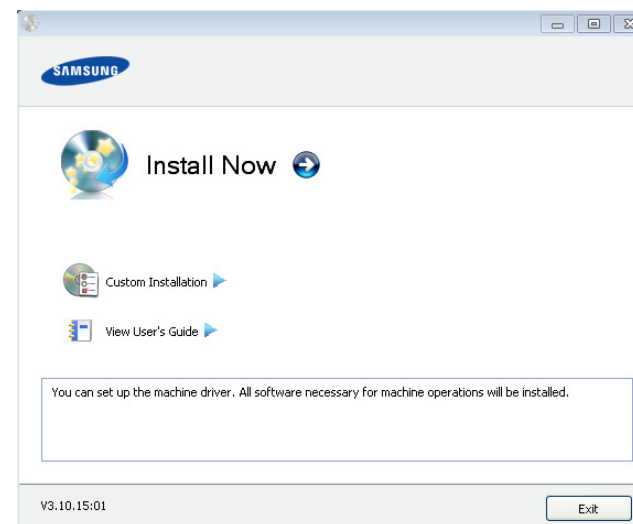 SAMSUNG
Install Now
Custom Installation
View User's Guide
You can set up the machine driver. All software necessary for machine operations will be installed.
V3.10.15:01
Exit